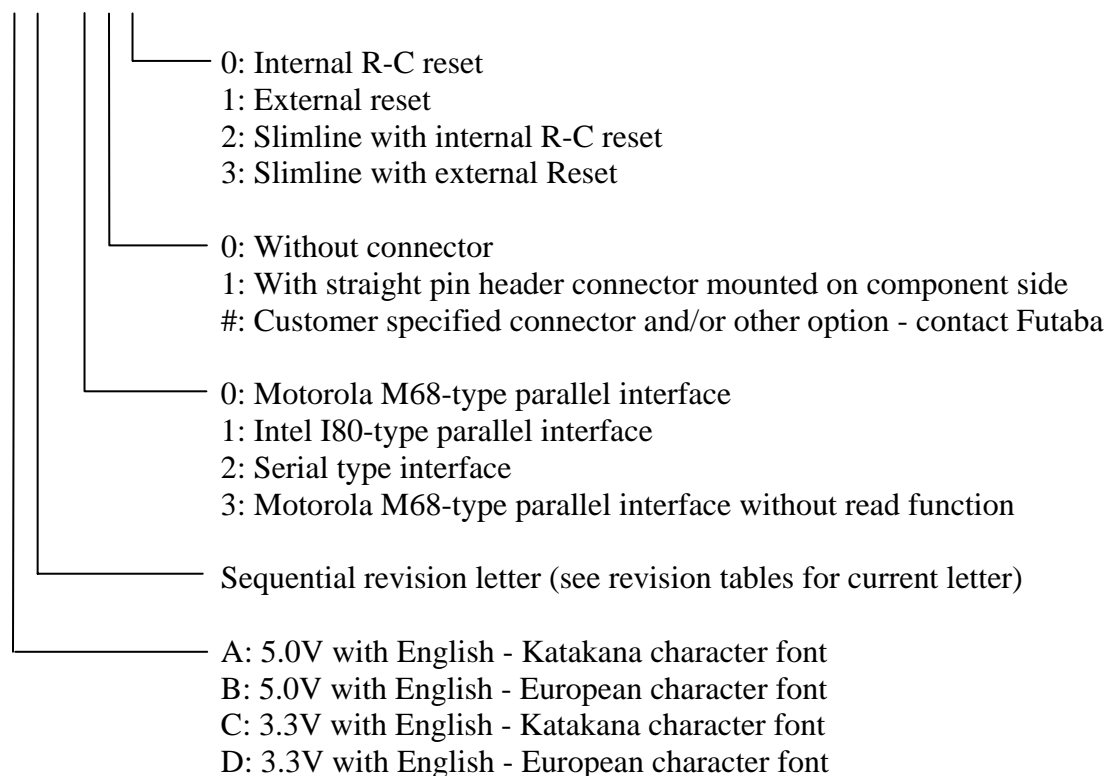 0: Internal R-C reset
1: External reset
2: Slimline with internal R-C reset
3: Slimline with external Reset
0: Without connector
1: With straight pin header connector mounted on component side
#: Customer specified connector and/or other option - contact Futaba
0: Motorola M68-type parallel interface
1: Intel I80-type parallel interface
2: Serial type interface
3: Motorola M68-type parallel interface without read function
Sequential revision letter (see revision tables for current letter)
A: 5.0V with English - Katakana character font
B: 5.0V with English - European character font
C: 3.3V with English - Katakana character font
D: 3.3V with English - European character font